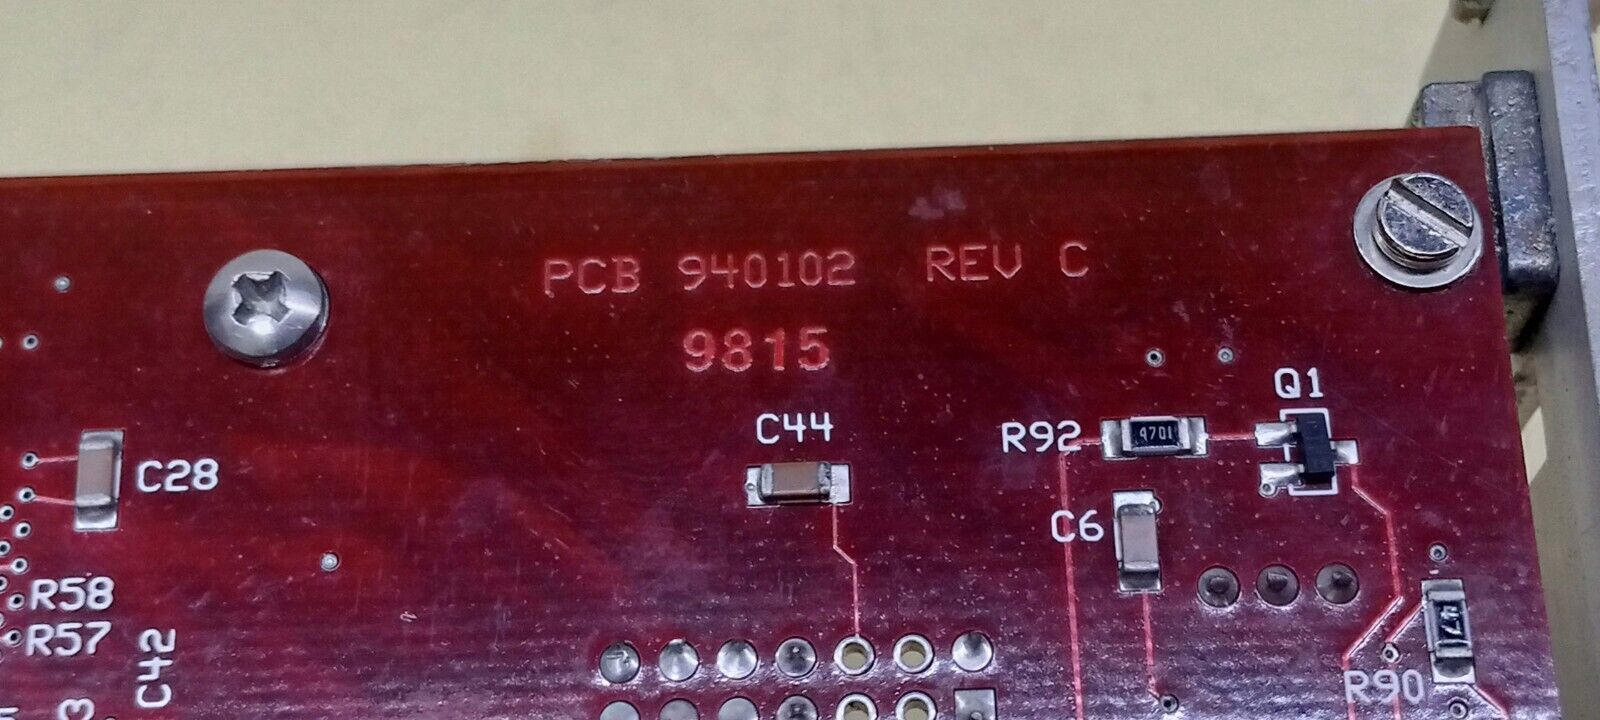 PCB 940102 REV C
9815
Q1
C44
R92
4701
C28
C6
R58
R57
C42
R90